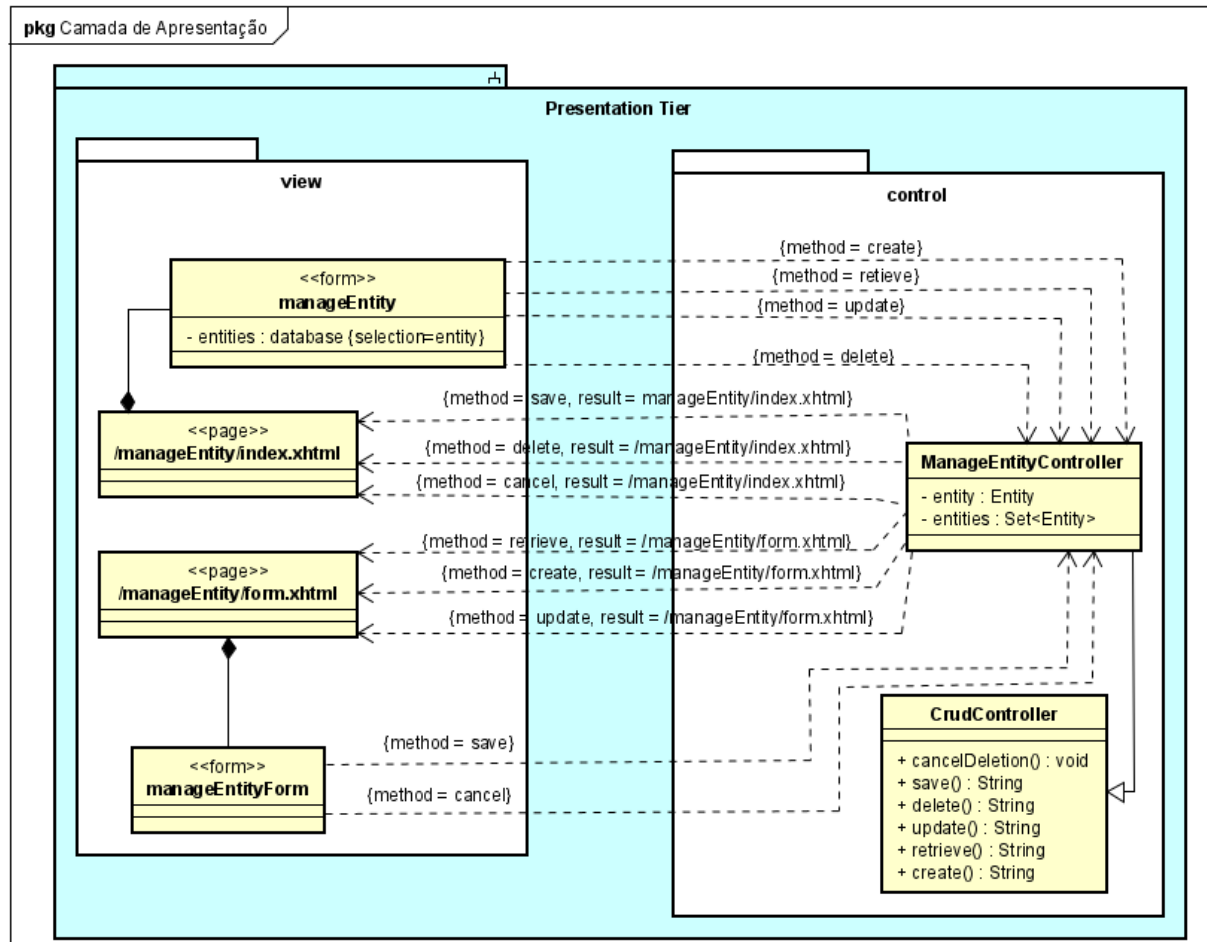 pkg Camada de Apresentação
Presentation Tier
view
control
<<form>>
manageEntity
- entities : database {selection=entity}
{method = create}
{method = retieve}
{method = update}
{method = delete}
{method = save, result = manageEntity/index.xhtml}
{method = delete, result = /manageEntity/index.xhtml}
{method = cancel, result = /manageEntity/index.xhtml}
<<page>>
/manageEntity/index.xhtml
ManageEntityController
- entity : Entity
- entities : Set<Entity>
{method = retrieve, result = /manageEntity/form.xhtml}
{method = create, result = /manageEntity/form.xhtml}
{method = update, result = /manageEntity/form.xhtml}
<<page>>
/manageEntity/form.xhtml
<<form>>
manageEntityForm
{method = save}
{method = cancel}
CrudController
+ cancelDeletion() : void
+ save() : String
+ delete() : String
+ update() : String
+ retrieve() : String
+ create() : String